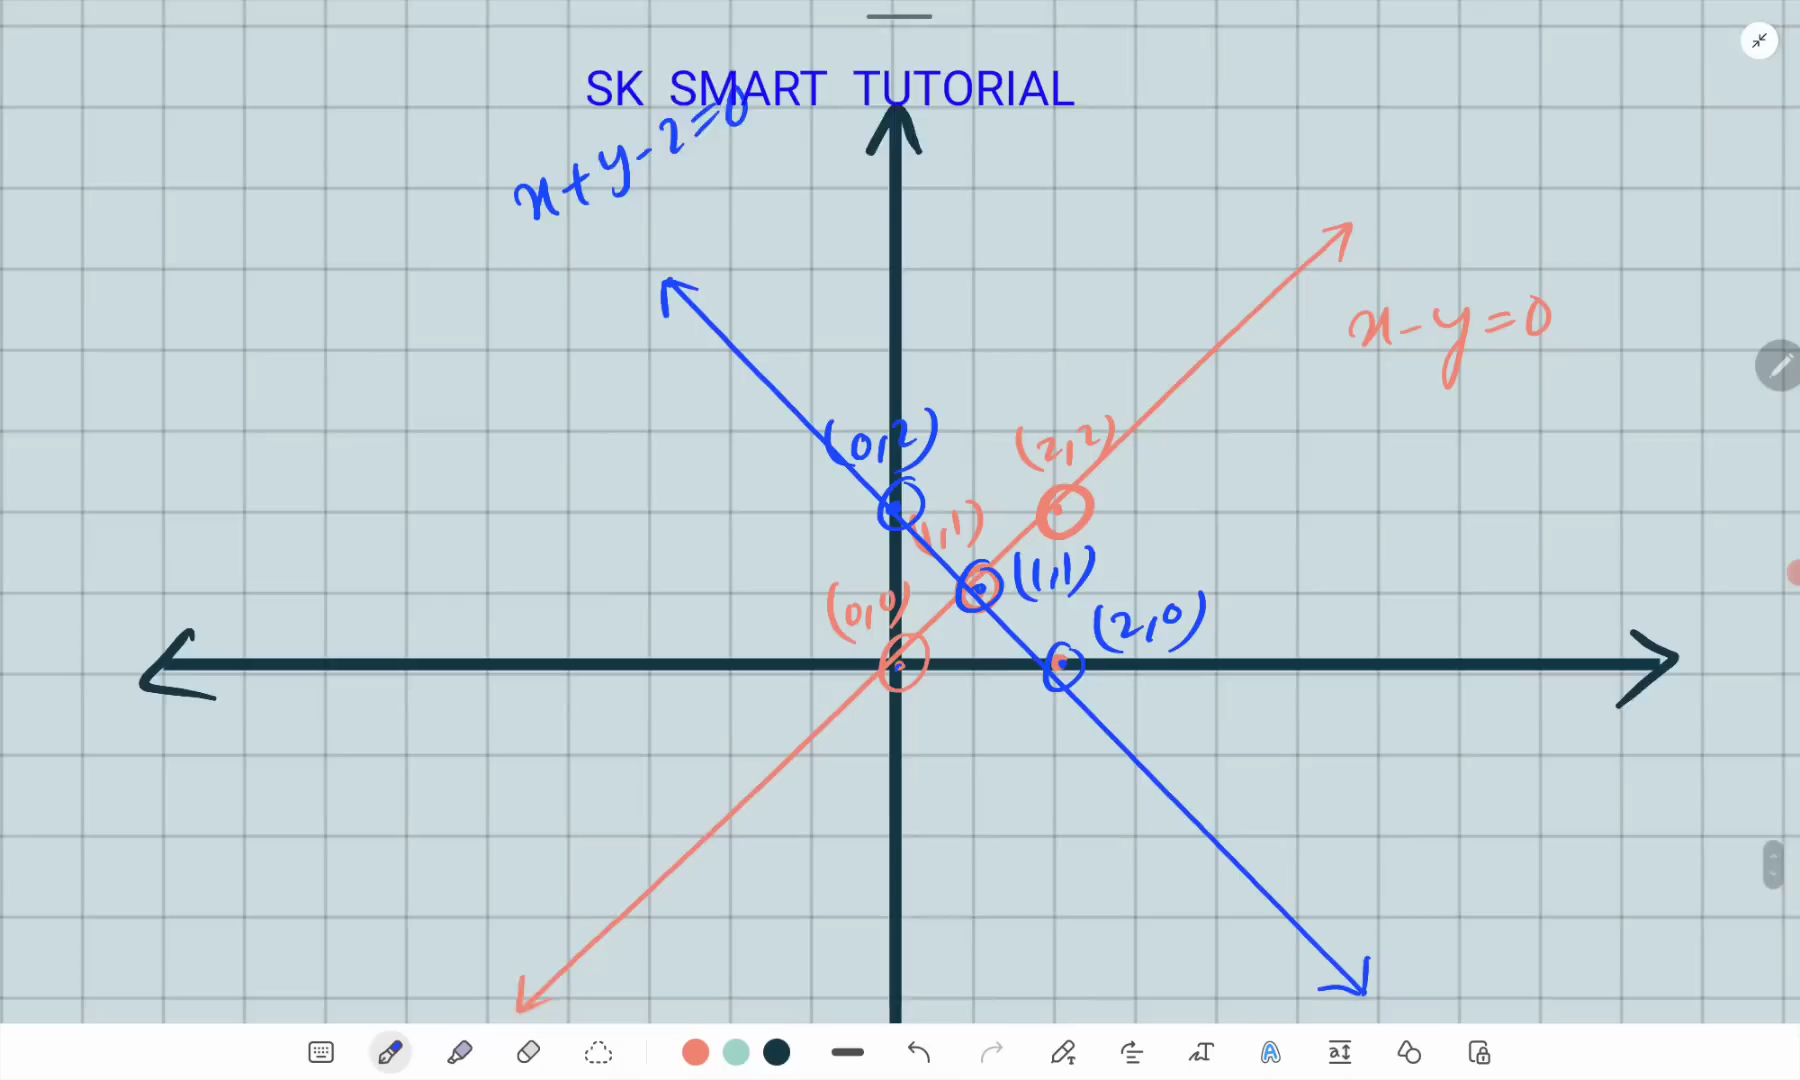 SK SMART TUTORIAL
x+y-2=0
x-y=0
(0,2)
(2,2)
(1,1)
(1,1)
(0,0)
(2,0)